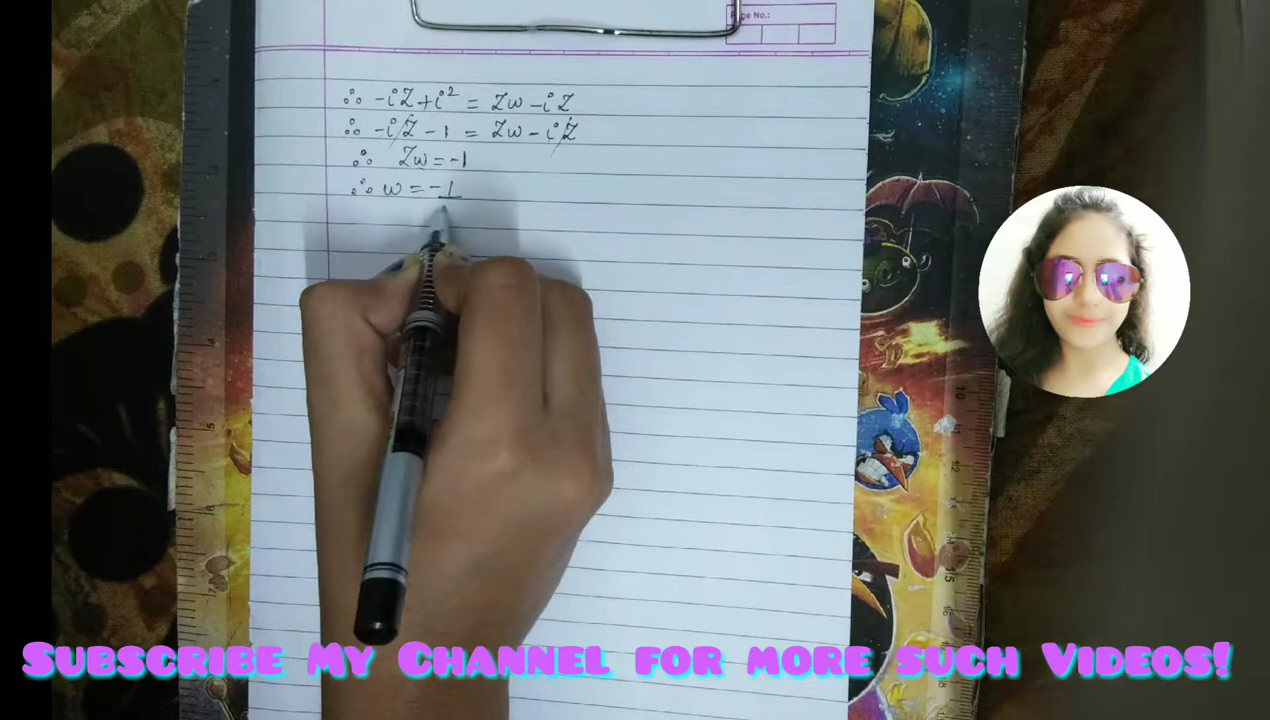 Page No.:
∴ -iZ + i² = Zw - iZ
∴ -iZ - 1 = Zw - iZ
∴ Zw = -1
∴ w = -1
Subscribe My Channel for more such Videos!